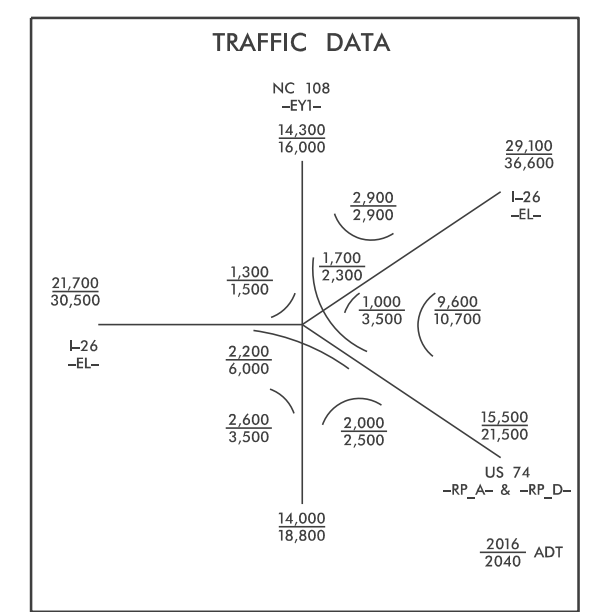 TRAFFIC DATA
NC 108
–EY1–
14,300
16,000
29,100
36,600
I–26
–EL–
2,900
2,900
1,700
2,300
1,300
1,500
21,700
30,500
1,000
3,500
9,600
10,700
I–26
–EL–
2,200
6,000
2,600
3,500
2,000
2,500
15,500
21,500
US 74
–RP_A– & –RP_D–
14,000
18,800
2016
2040
ADT